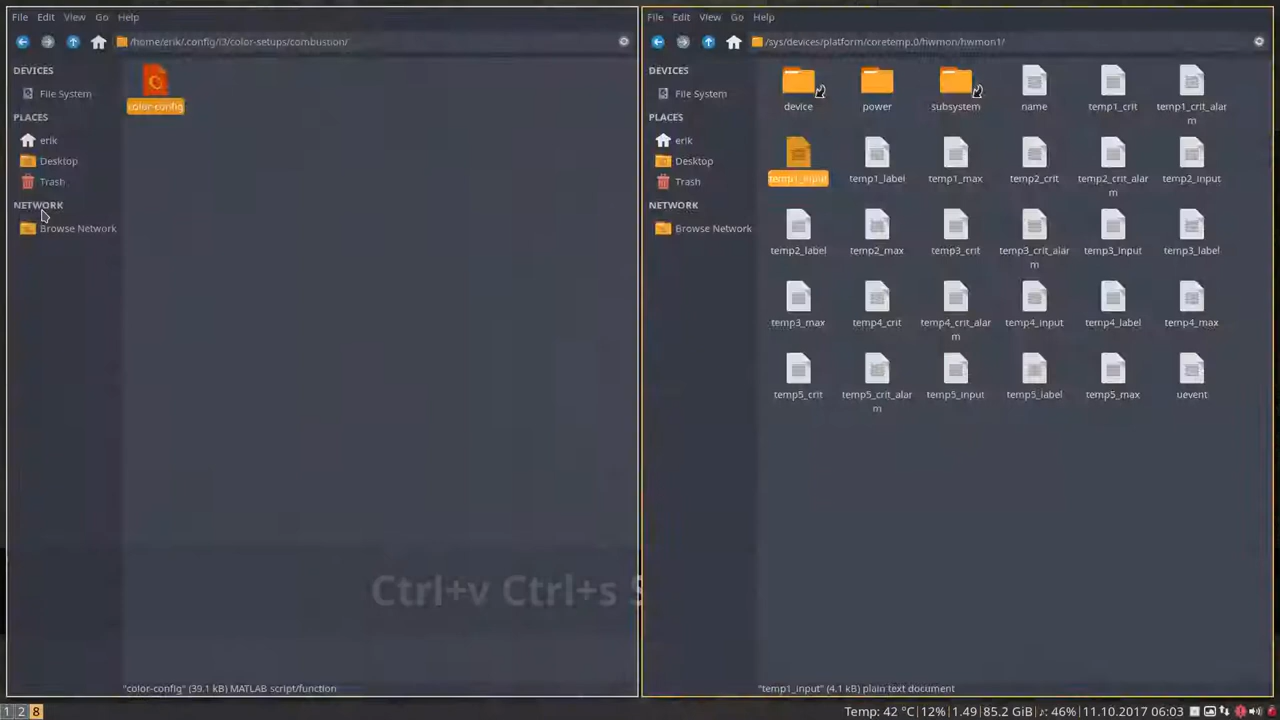 File Edit View Go Help
/home/erik/.config/i3/color-setups/combustion/
DEVICES
File System
PLACES
erik
Desktop
Trash
NETWORK
Browse Network
color-config
Ctrl+v Ctrl+s S
"color-config" (39.1 kB) MATLAB script/function
File Edit View Go Help
/sys/devices/platform/coretemp.0/hwmon/hwmon1/
DEVICES
File System
PLACES
erik
Desktop
Trash
NETWORK
Browse Network
device power subsystem name temp1_crit temp1_crit_alar
m
temp1_input temp1_label temp1_max temp2_crit temp2_crit_alar temp2_input
m
temp2_label temp2_max temp3_crit temp3_crit_alar temp3_input temp3_label
m
temp3_max temp4_crit temp4_crit_alar temp4_input temp4_label temp4_max
m
temp5_crit temp5_crit_alar temp5_input temp5_label temp5_max uevent
m
"temp1_input" (4.1 kB) plain text document
1 2 8
Temp: 42 °C|12%|1.49|85.2 GiB|♪: 46%|11.10.2017 06:03